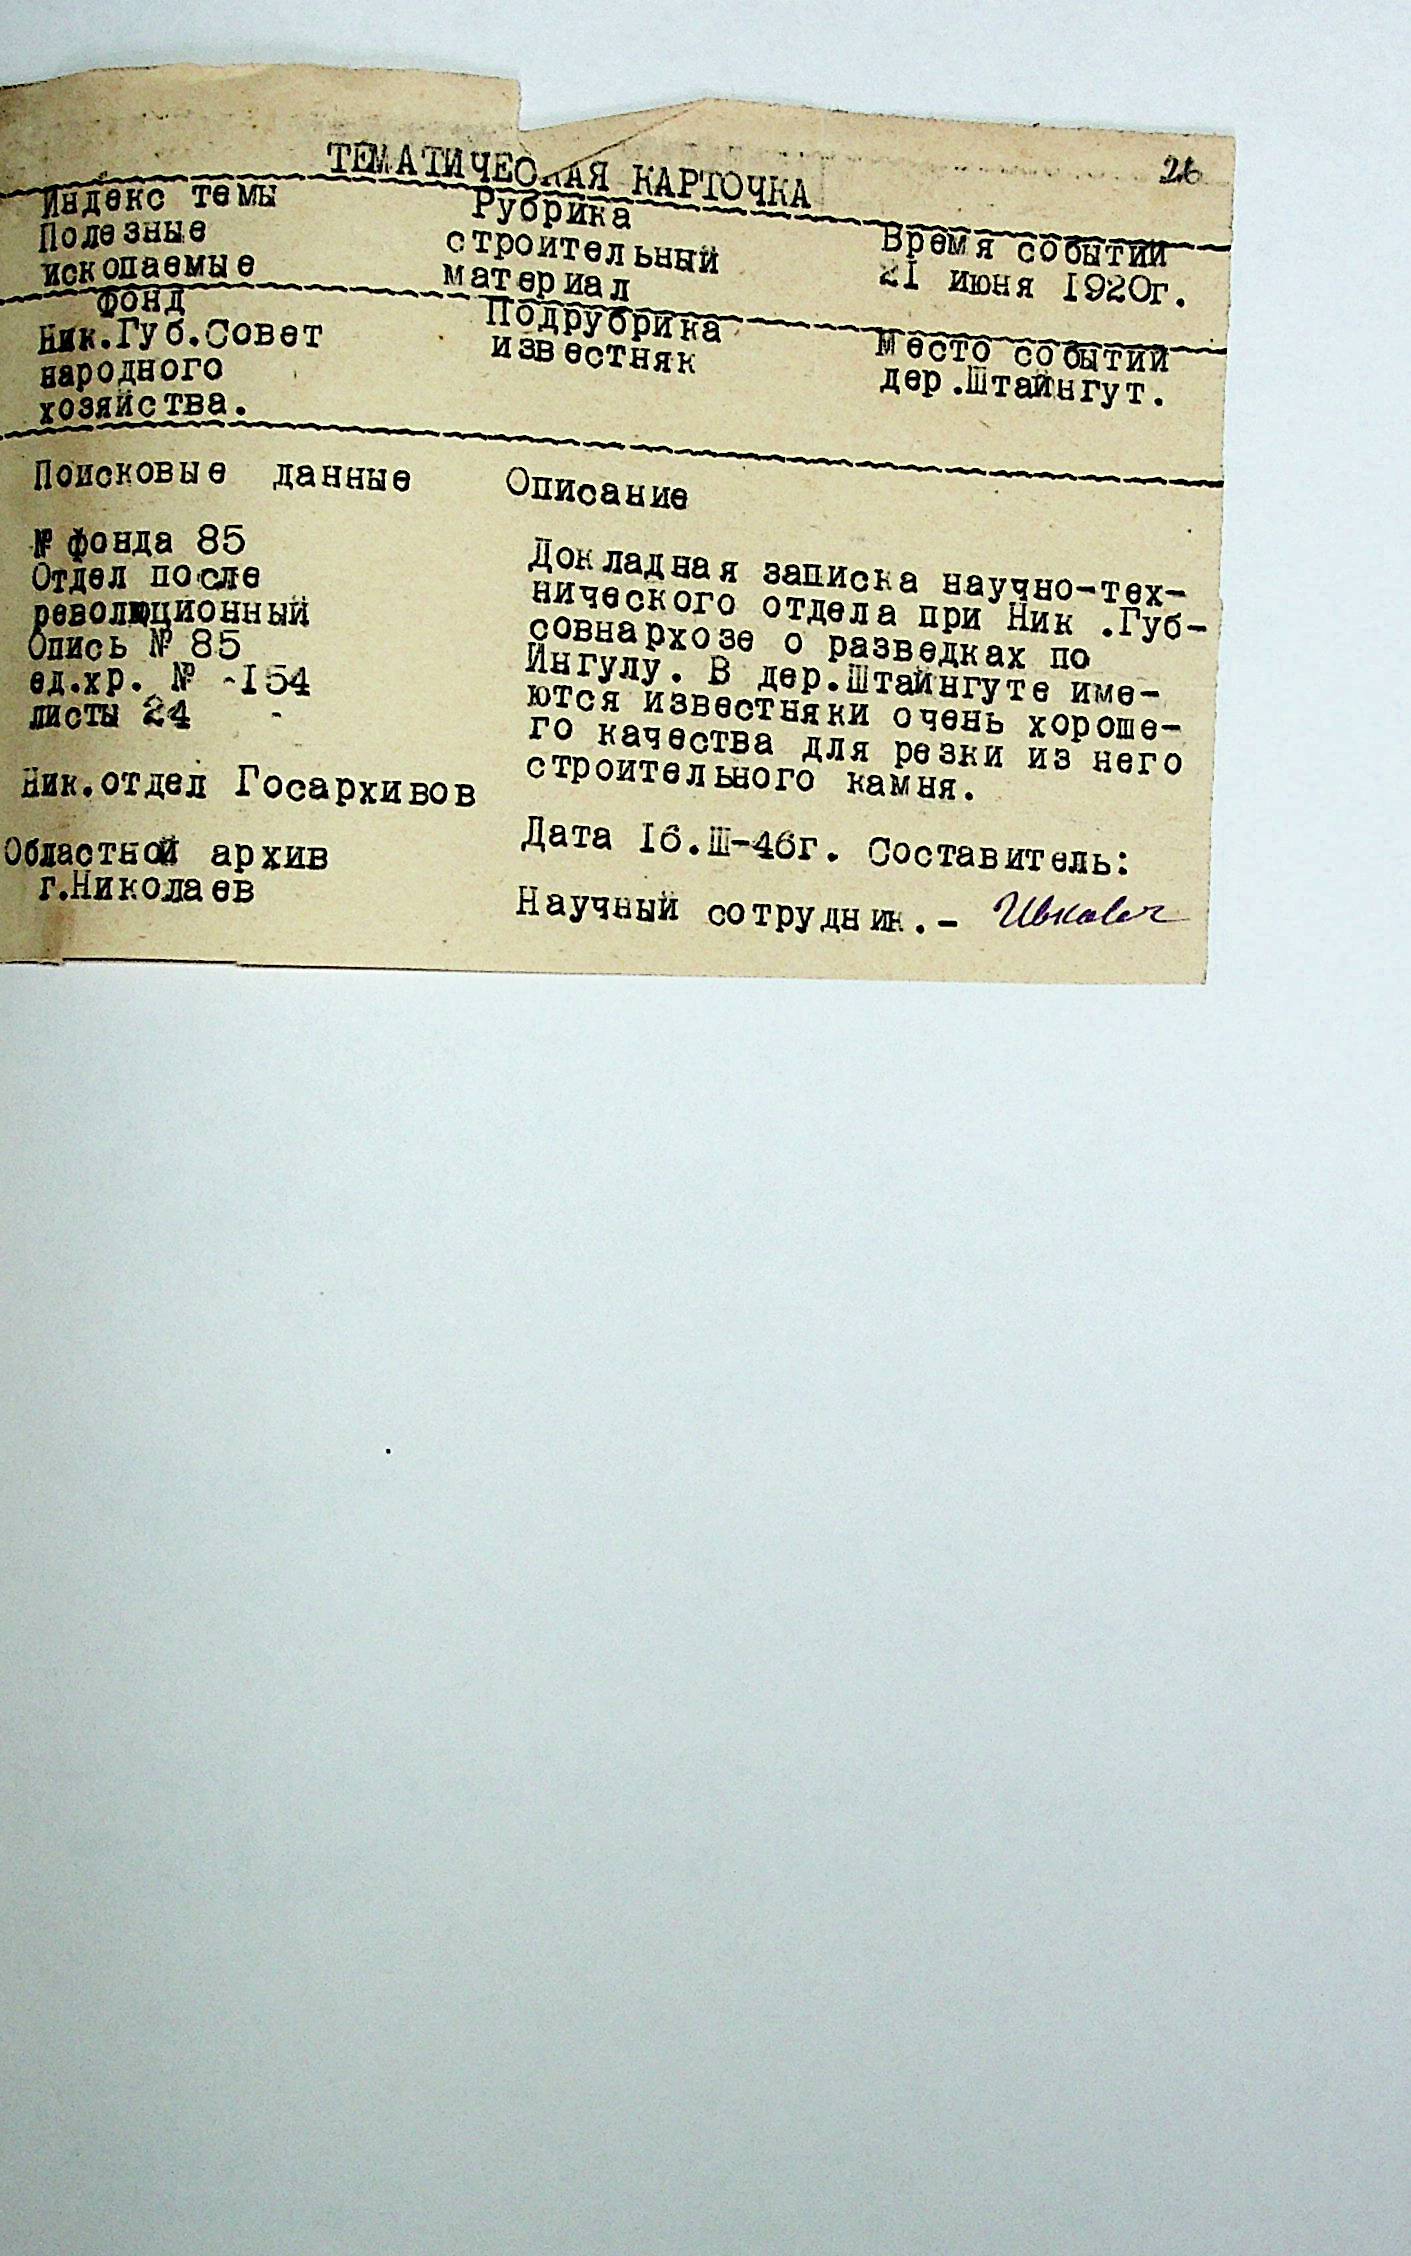 26
ТЕМАТИЧЕСКАЯ КАРТОЧКА
Индекс темы
Полезные
ископаемые
Рубрика
строительный
материал
Время событий
21 июня 1920г.
Фонд
Ник.Губ.Совет
народного
хозяйства.
Подрубрика
известняк
Место событий
дер.Штайнгут.
Поисковые данные
№ фонда 85
Отдел после
революционный
Опись № 85
ед.хр. № -154
листы 24 -
Ник.отдел Госархивов
Областной архив
г.Николаев
Описание
Докладная записка научно-тех-
нического отдела при Ник .Губ-
совнархозе о разведках по
Ингулу. В дер.Штайнгуте име-
ются известняки очень хороше-
го качества для резки из него
строительного камня.
Дата 16.Ш-46г. Составитель:
Научный сотрудник.-